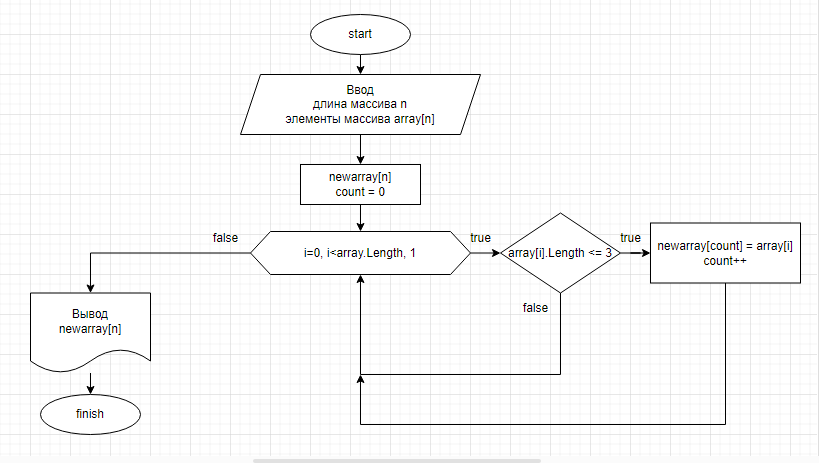 start
Ввод
длина массива n
элементы массива array[n]
newarray[n]
count = 0
false
i=0, i<array.Length, 1
true
array[i].Length <= 3
true
newarray[count] = array[i]
count++
false
Вывод
newarray[n]
finish